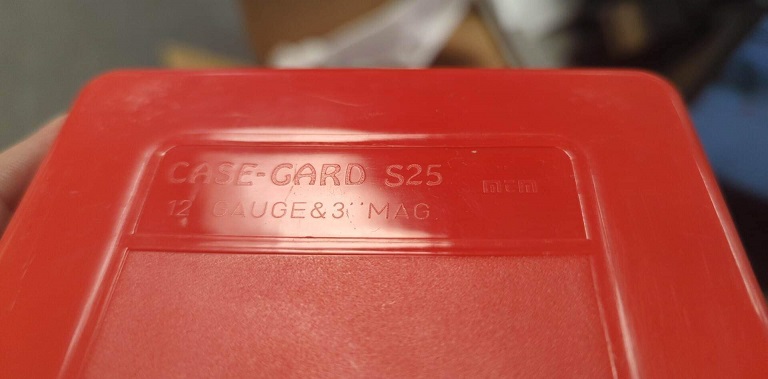 CASE-GARD S25 mtm
12 GAUGE & 3" MAG